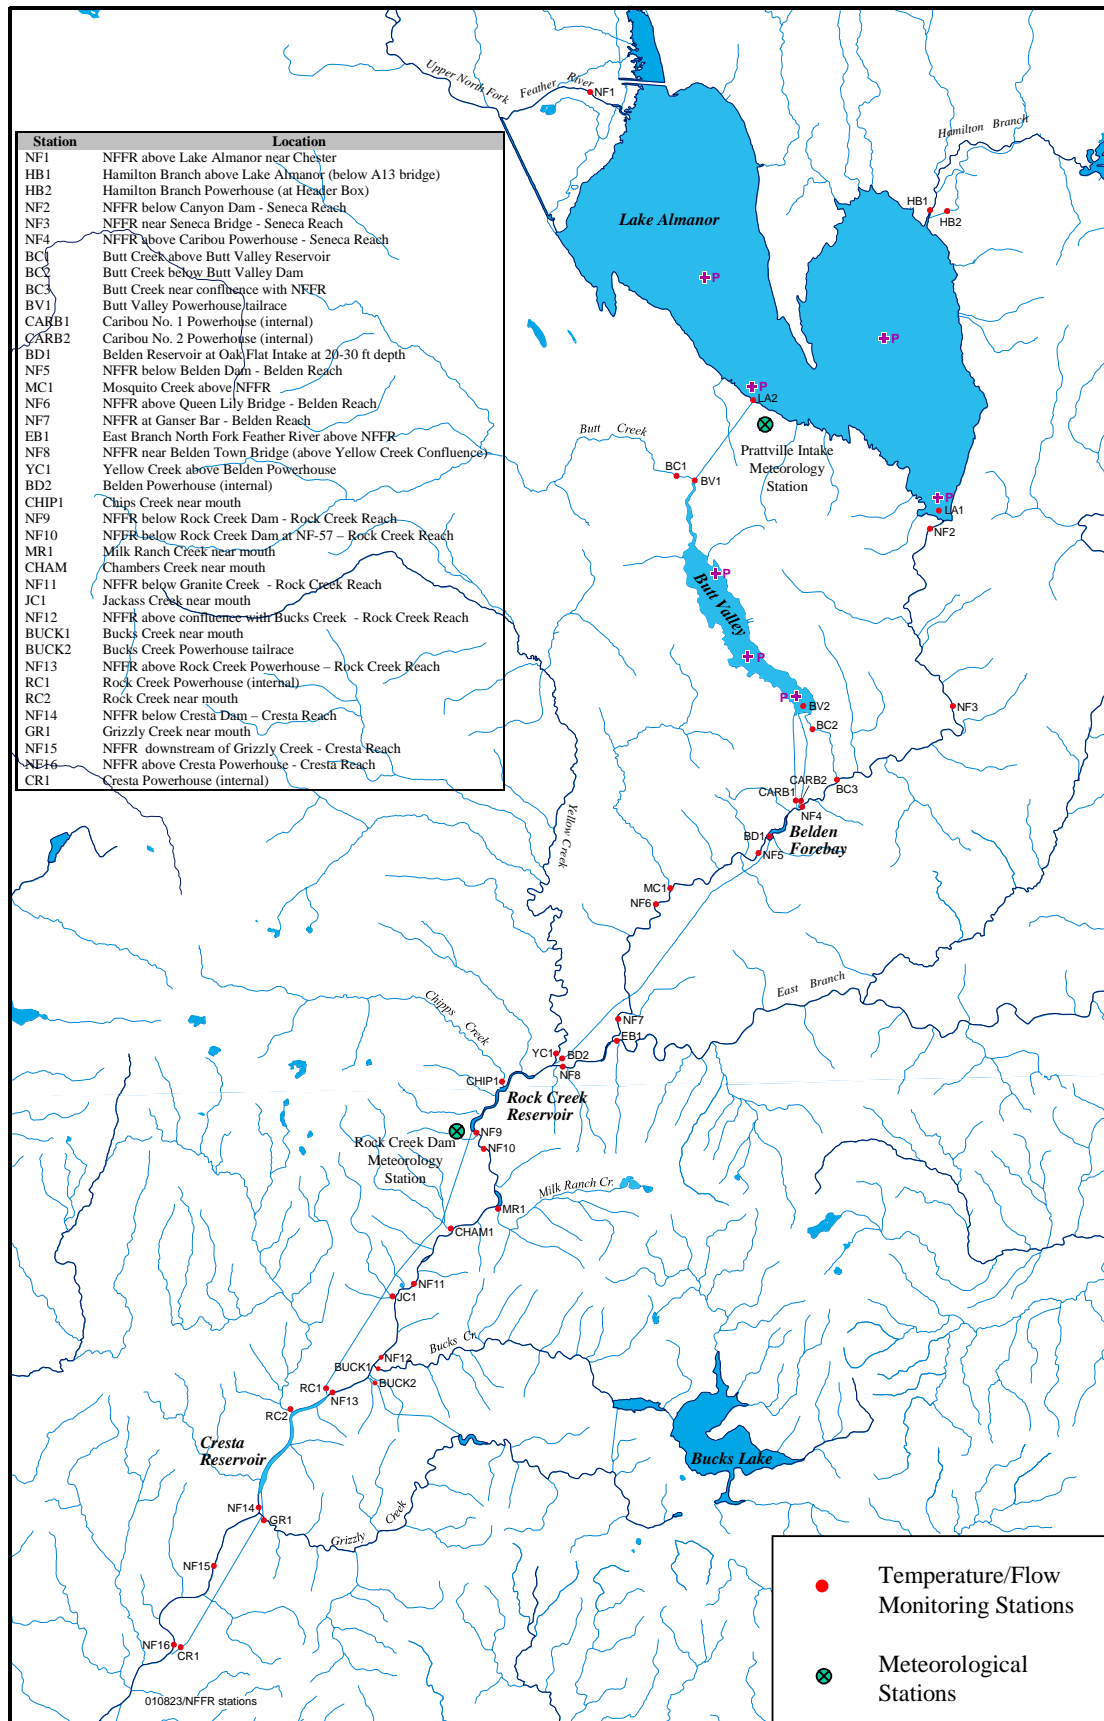 Upper North Fork Feather River
NF1
Hamilton Branch
Station Location
NF1 NFFR above Lake Almanor near Chester
HB1 Hamilton Branch above Lake Almanor (below A13 bridge)
HB2 Hamilton Branch Powerhouse (at Header Box)
NF2 NFFR below Canyon Dam - Seneca Reach
NF3 NFFR near Seneca Bridge - Seneca Reach
NF4 NFFR above Caribou Powerhouse - Seneca Reach
BC1 Butt Creek above Butt Valley Reservoir
BC2 Butt Creek below Butt Valley Dam
BC3 Butt Creek near confluence with NFFR
BV1 Butt Valley Powerhouse tailrace
CARB1 Caribou No. 1 Powerhouse (internal)
CARB2 Caribou No. 2 Powerhouse (internal)
BD1 Belden Reservoir at Oak Flat Intake at 20-30 ft depth
NF5 NFFR below Belden Dam - Belden Reach
MC1 Mosquito Creek above NFFR
NF6 NFFR above Queen Lily Bridge - Belden Reach
NF7 NFFR at Ganser Bar - Belden Reach
EB1 East Branch North Fork Feather River above NFFR
NF8 NFFR near Belden Town Bridge (above Yellow Creek Confluence)
YC1 Yellow Creek above Belden Powerhouse
BD2 Belden Powerhouse (internal)
CHIP1 Chips Creek near mouth
NF9 NFFR below Rock Creek Dam - Rock Creek Reach
NF10 NFFR below Rock Creek Dam at NF-57 – Rock Creek Reach
MR1 Milk Ranch Creek near mouth
CHAM Chambers Creek near mouth
NF11 NFFR below Granite Creek - Rock Creek Reach
JC1 Jackass Creek near mouth
NF12 NFFR above confluence with Bucks Creek - Rock Creek Reach
BUCK1 Bucks Creek near mouth
BUCK2 Bucks Creek Powerhouse tailrace
NF13 NFFR above Rock Creek Powerhouse – Rock Creek Reach
RC1 Rock Creek Powerhouse (internal)
RC2 Rock Creek near mouth
NF14 NFFR below Cresta Dam – Cresta Reach
GR1 Grizzly Creek near mouth
NF15 NFFR downstream of Grizzly Creek - Cresta Reach
NF16 NFFR above Cresta Powerhouse - Cresta Reach
CR1 Cresta Powerhouse (internal)
HB1
HB2
Lake Almanor
P
P
P
LA2
Butt Creek
Prattville Intake
Meteorology
Station
BC1
BV1
P
LA1
NF2
P
Butt Valley
P
P
BV2
NF3
BC2
CARB2
BC3
CARB1
NF4
BD1
Belden
Forebay
NF5
Yellow Creek
MC1
NF6
East Branch
Chipps Creek
NF7
EB1
YC1
BD2
NF8
CHIP1
Rock Creek
Reservoir
NF9
Rock Creek Dam
Meteorology
Station
NF10
Milk Ranch Cr.
MR1
CHAM1
NF11
JC1
Bucks Cr.
NF12
BUCK1
BUCK2
RC1
NF13
RC2
Cresta
Reservoir
Bucks Lake
NF14
GR1
Grizzly Creek
NF15
NF16
CR1
010823/NFFR stations
Temperature/Flow
Monitoring Stations
Meteorological
Stations